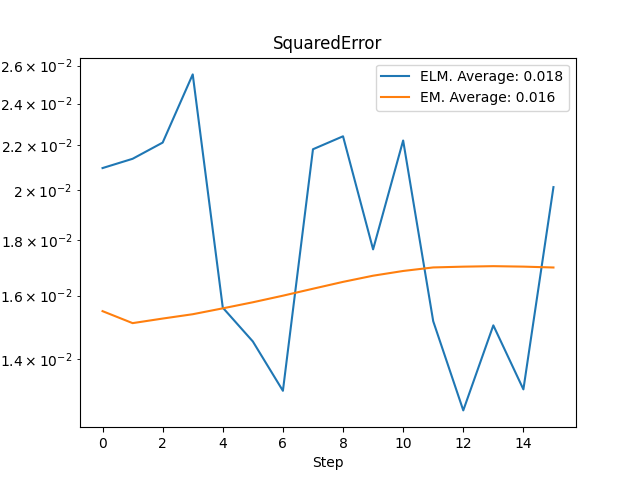 SquaredError
ELM. Average: 0.018
EM. Average: 0.016
2.6 × 10⁻²
2.4 × 10⁻²
2.2 × 10⁻²
2 × 10⁻²
1.8 × 10⁻²
1.6 × 10⁻²
1.4 × 10⁻²
0 2 4 6 8 10 12 14
Step